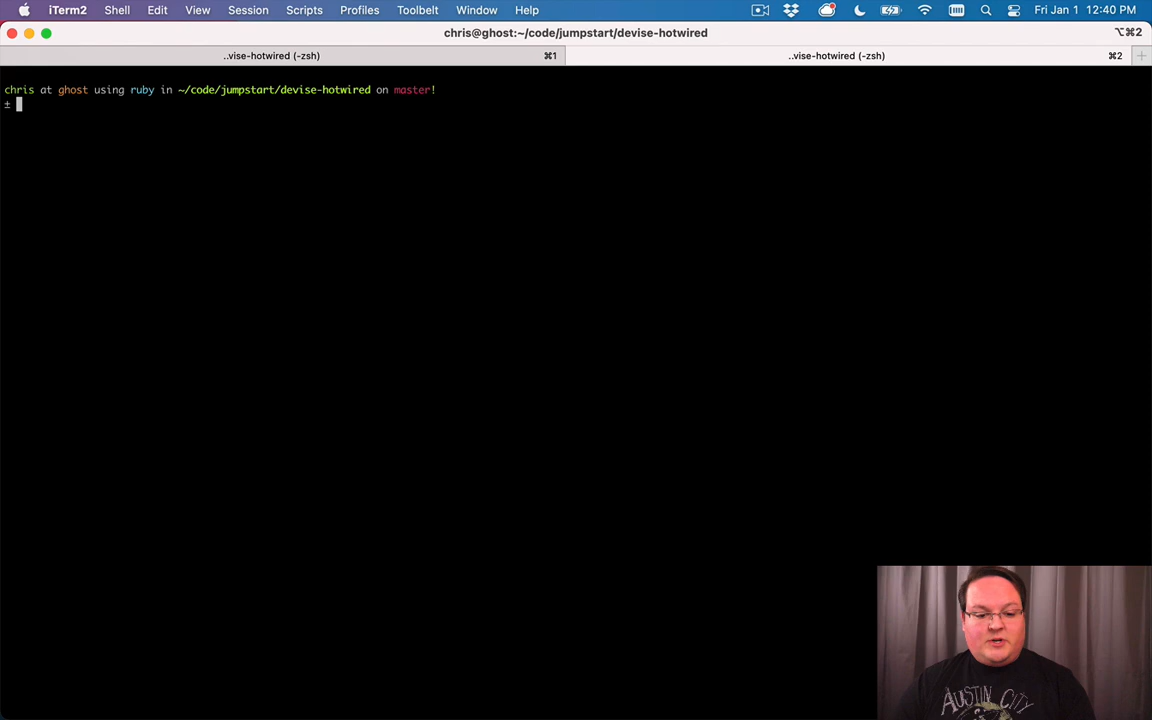 iTerm2 Shell Edit View Session Scripts Profiles Toolbelt Window Help Fri Jan 1 12:40 PM
chris@ghost:~/code/jumpstart/devise-hotwired ⌥⌘2
..vise-hotwired (-zsh) ⌘1 ..vise-hotwired (-zsh) ⌘2
chris at ghost using ruby in ~/code/jumpstart/devise-hotwired on master!
±
AUSTIN CITY